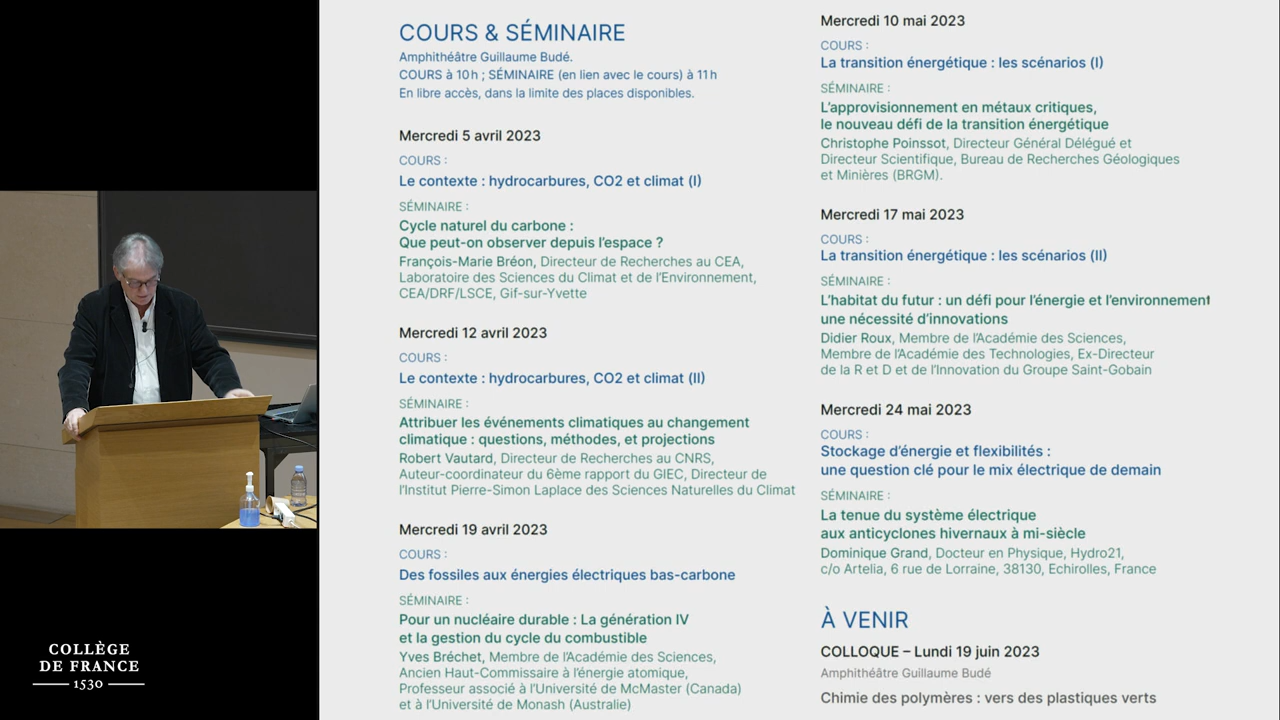 COURS & SÉMINAIRE
Amphithéâtre Guillaume Budé.
COURS à 10 h ; SÉMINAIRE (en lien avec le cours) à 11 h
En libre accès, dans la limite des places disponibles.
Mercredi 5 avril 2023
COURS :
Le contexte : hydrocarbures, CO2 et climat (I)
SÉMINAIRE :
Cycle naturel du carbone :
Que peut-on observer depuis l’espace ?
François-Marie Bréon, Directeur de Recherches au CEA,
Laboratoire des Sciences du Climat et de l’Environnement,
CEA/DRF/LSCE, Gif-sur-Yvette
Mercredi 12 avril 2023
COURS :
Le contexte : hydrocarbures, CO2 et climat (II)
SÉMINAIRE :
Attribuer les événements climatiques au changement
climatique : questions, méthodes, et projections
Robert Vautard, Directeur de Recherches au CNRS,
Auteur-coordinateur du 6ème rapport du GIEC, Directeur de
l’Institut Pierre-Simon Laplace des Sciences Naturelles du Climat
Mercredi 19 avril 2023
COURS :
Des fossiles aux énergies électriques bas-carbone
SÉMINAIRE :
Pour un nucléaire durable : La génération IV
et la gestion du cycle du combustible
Yves Bréchet, Membre de l’Académie des Sciences,
Ancien Haut-Commissaire à l’énergie atomique,
Professeur associé à l’Université de McMaster (Canada)
et à l’Université de Monash (Australie)
Mercredi 10 mai 2023
COURS :
La transition énergétique : les scénarios (I)
SÉMINAIRE :
L’approvisionnement en métaux critiques,
le nouveau défi de la transition énergétique
Christophe Poinssot, Directeur Général Délégué et
Directeur Scientifique, Bureau de Recherches Géologiques
et Minières (BRGM).
Mercredi 17 mai 2023
COURS :
La transition énergétique : les scénarios (II)
SÉMINAIRE :
L’habitat du futur : un défi pour l’énergie et l’environnement
une nécessité d’innovations
Didier Roux, Membre de l’Académie des Sciences,
Membre de l’Académie des Technologies, Ex-Directeur
de la R et D et de l’Innovation du Groupe Saint-Gobain
Mercredi 24 mai 2023
COURS :
Stockage d’énergie et flexibilités :
une question clé pour le mix électrique de demain
SÉMINAIRE :
La tenue du système électrique
aux anticyclones hivernaux à mi-siècle
Dominique Grand, Docteur en Physique, Hydro21,
c/o Artelia, 6 rue de Lorraine, 38130, Echirolles, France
À VENIR
COLLOQUE – Lundi 19 juin 2023
Amphithéâtre Guillaume Budé
Chimie des polymères : vers des plastiques verts
COLLÈGE
DE FRANCE
1530